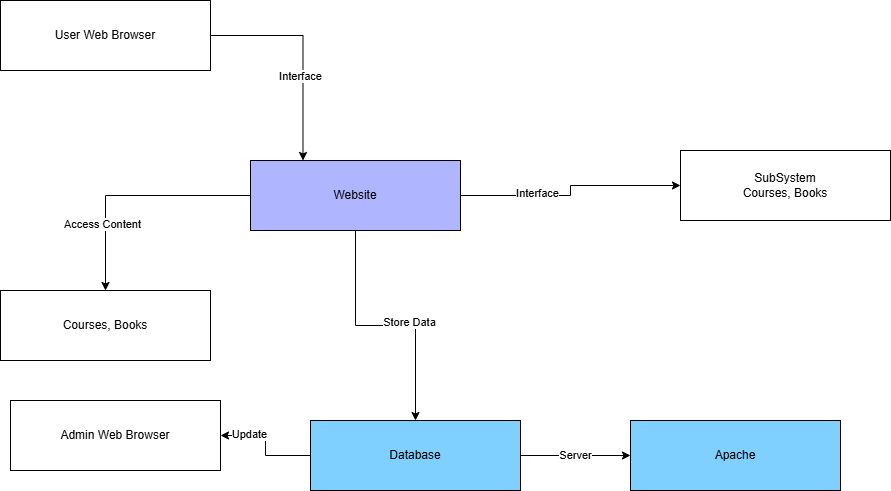 User Web Browser
Interface
Website
Interface
SubSystem
Courses, Books
Access Content
Courses, Books
Store Data
Admin Web Browser
Update
Database
Server
Apache